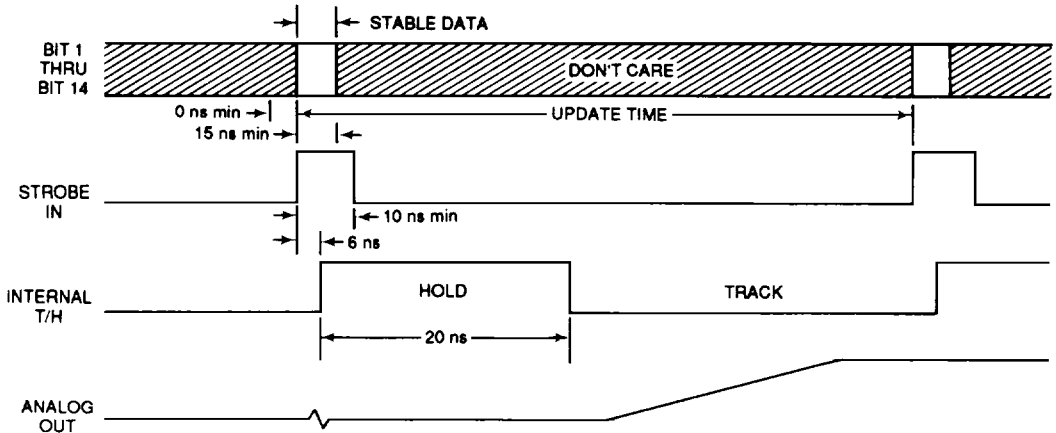 STABLE DATA
BIT 1
THRU
BIT 14
DON'T CARE
0 ns min
UPDATE TIME
15 ns min
STROBE
IN
10 ns min
6 ns
INTERNAL
T/H
HOLD
TRACK
20 ns
ANALOG
OUT